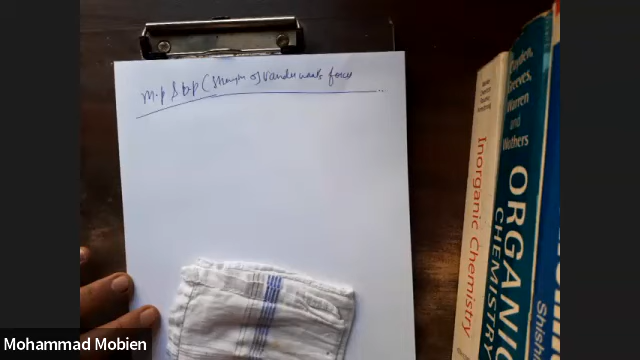 m.p & b.p (strength of) Vanderwaals force
Inorganic Chemistry
Clayden,
Greeves,
Warren
and
Wothers
ORGANIC
CHEMISTRY
Mohammad Mobien